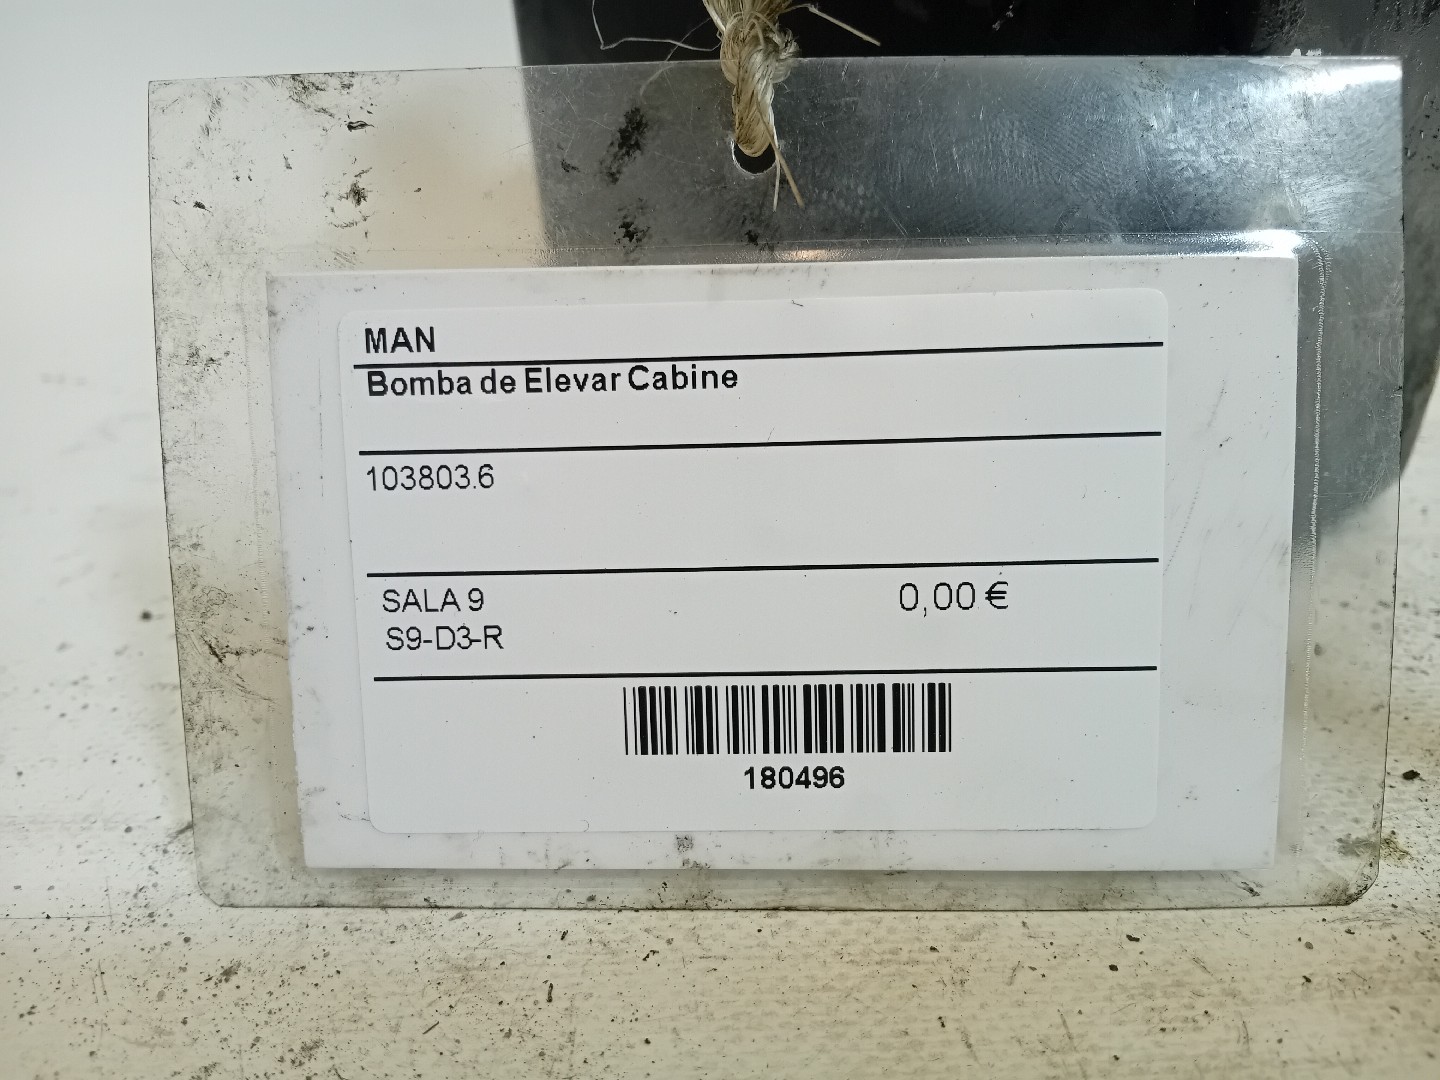 MAN
Bomba de Elevar Cabine
103803.6
SALA 9 0,00 €
S9-D3-R
180496